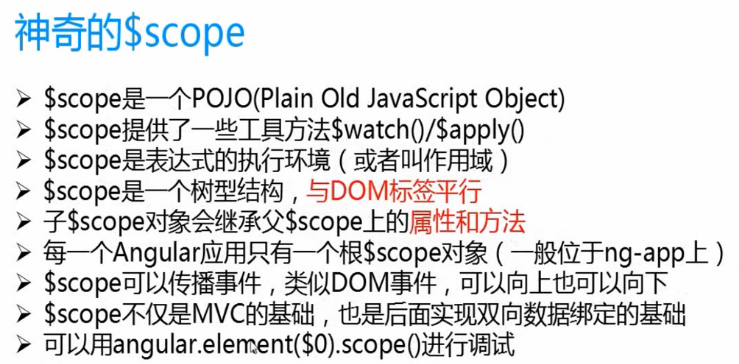 神奇的$scope
➢ $scope是一个POJO(Plain Old JavaScript Object)
➢ $scope提供了一些工具方法$watch()/$apply()
➢ $scope是表达式的执行环境（或者叫作用域）
➢ $scope是一个树型结构，与DOM标签平行
➢ 子$scope对象会继承父$scope上的属性和方法
➢ 每一个Angular应用只有一个根$scope对象（一般位于ng-app上）
➢ $scope可以传播事件，类似DOM事件，可以向上也可以向下
➢ $scope不仅是MVC的基础，也是后面实现双向数据绑定的基础
➢ 可以用angular.element($0).scope()进行调试